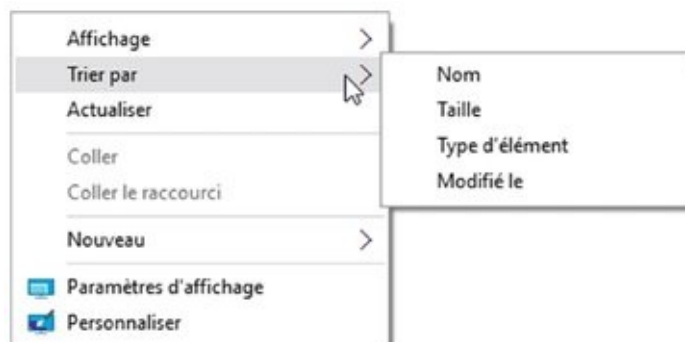 Affichage
Trier par
Actualiser
Coller
Coller le raccourci
Nouveau
Paramètres d'affichage
Personnaliser
Nom
Taille
Type d'élément
Modifié le